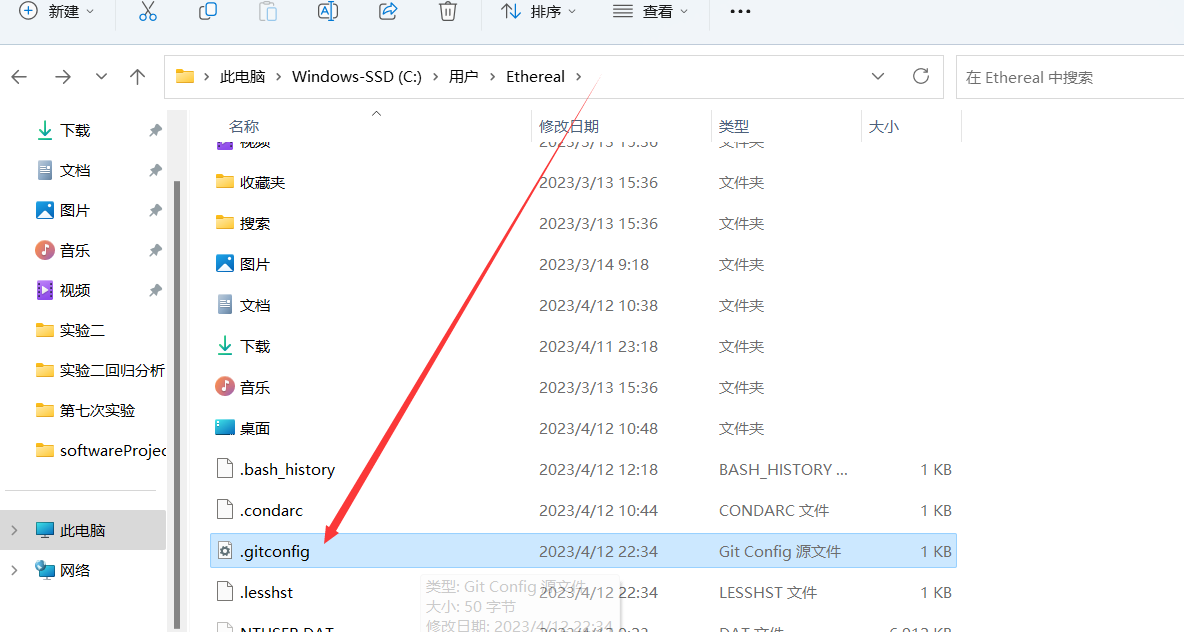 新建
排序
查看
此电脑 Windows-SSD (C:) 用户 Ethereal
在 Ethereal 中搜索
下载
文档
图片
音乐
视频
实验二
实验二回归分析
第七次实验
softwareProjec
此电脑
网络
名称 修改日期 类型 大小
视频 2023/3/13 15:36 文件夹
收藏夹 2023/3/13 15:36 文件夹
搜索 2023/3/13 15:36 文件夹
图片 2023/3/14 9:18 文件夹
文档 2023/4/12 10:38 文件夹
下载 2023/4/11 23:18 文件夹
音乐 2023/3/13 15:36 文件夹
桌面 2023/4/12 10:48 文件夹
.bash_history 2023/4/12 12:18 BASH_HISTORY ... 1 KB
.condarc 2023/4/12 10:44 CONDARC 文件 1 KB
.gitconfig 2023/4/12 22:34 Git Config 源文件 1 KB
.lesshst 2023/4/12 22:34 LESSHST 文件 1 KB
NTUSER.DAT DAT 文件
类型: Git Config 源文件
大小: 50 字节
修改日期: 2023/4/12 22:34